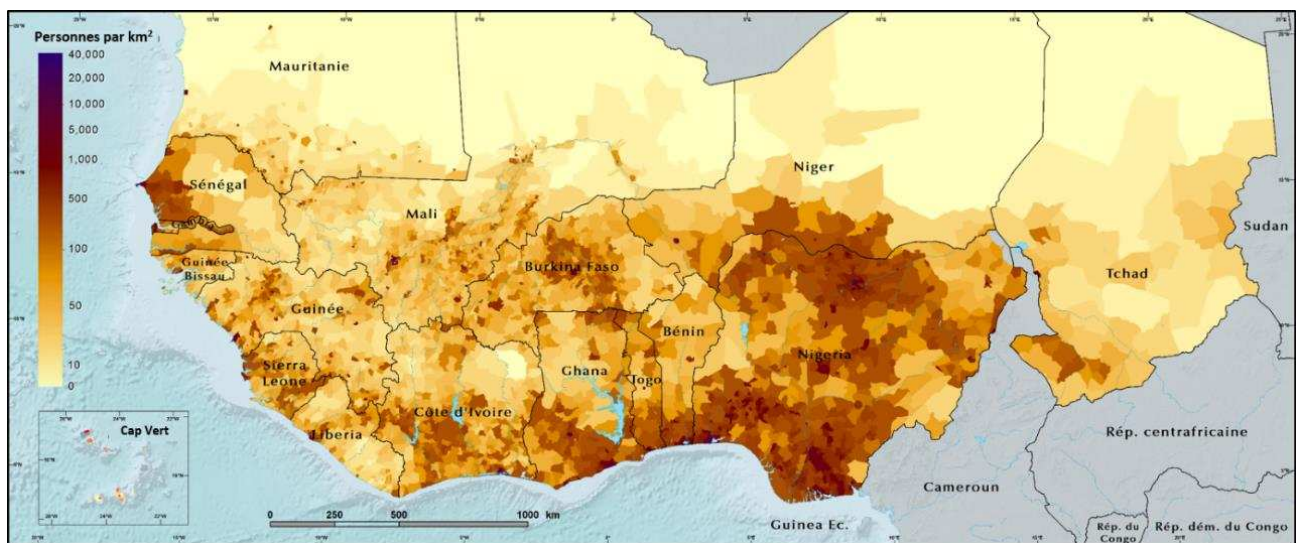 Personnes par km2
40,000
20,000
10,000
5,000
1,000
500
100
50
10
0
Mauritanie
Sénégal
Mali
Niger
Tchad
Sudan
Guinée
Bissau
Guinée
Burkina Faso
Bénin
Nigeria
Sierra
Leone
Ghana
Togo
Côte d'Ivoire
Liberia
Cap Vert
Rép. centrafricaine
Cameroun
Guinea Ec.
Rép. du
Congo
Rép. dém. du Congo
0 250 500 1000
km